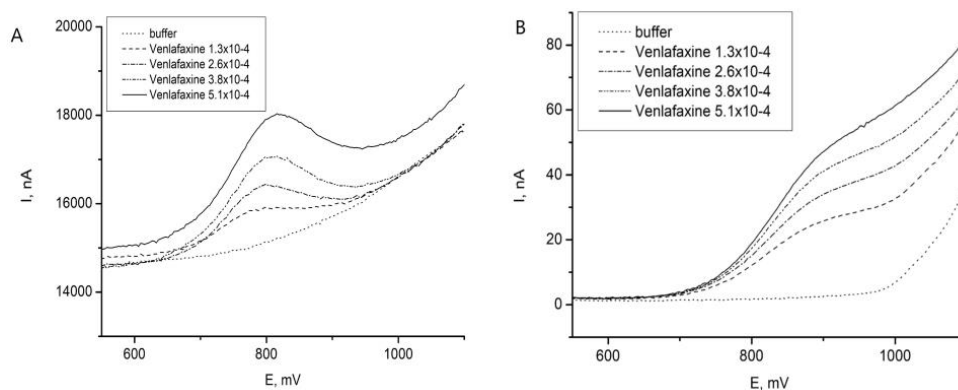 A
20000
18000
16000
14000
I, nA
buffer
Venlafaxine 1.3x10-4
Venlafaxine 2.6x10-4
Venlafaxine 3.8x10-4
Venlafaxine 5.1x10-4
600 800 1000
E, mV
B
80
60
40
20
0
I, nA
buffer
Venlafaxine 1.3x10-4
Venlafaxine 2.6x10-4
Venlafaxine 3.8x10-4
Venlafaxine 5.1x10-4
600 800 1000
E, mV